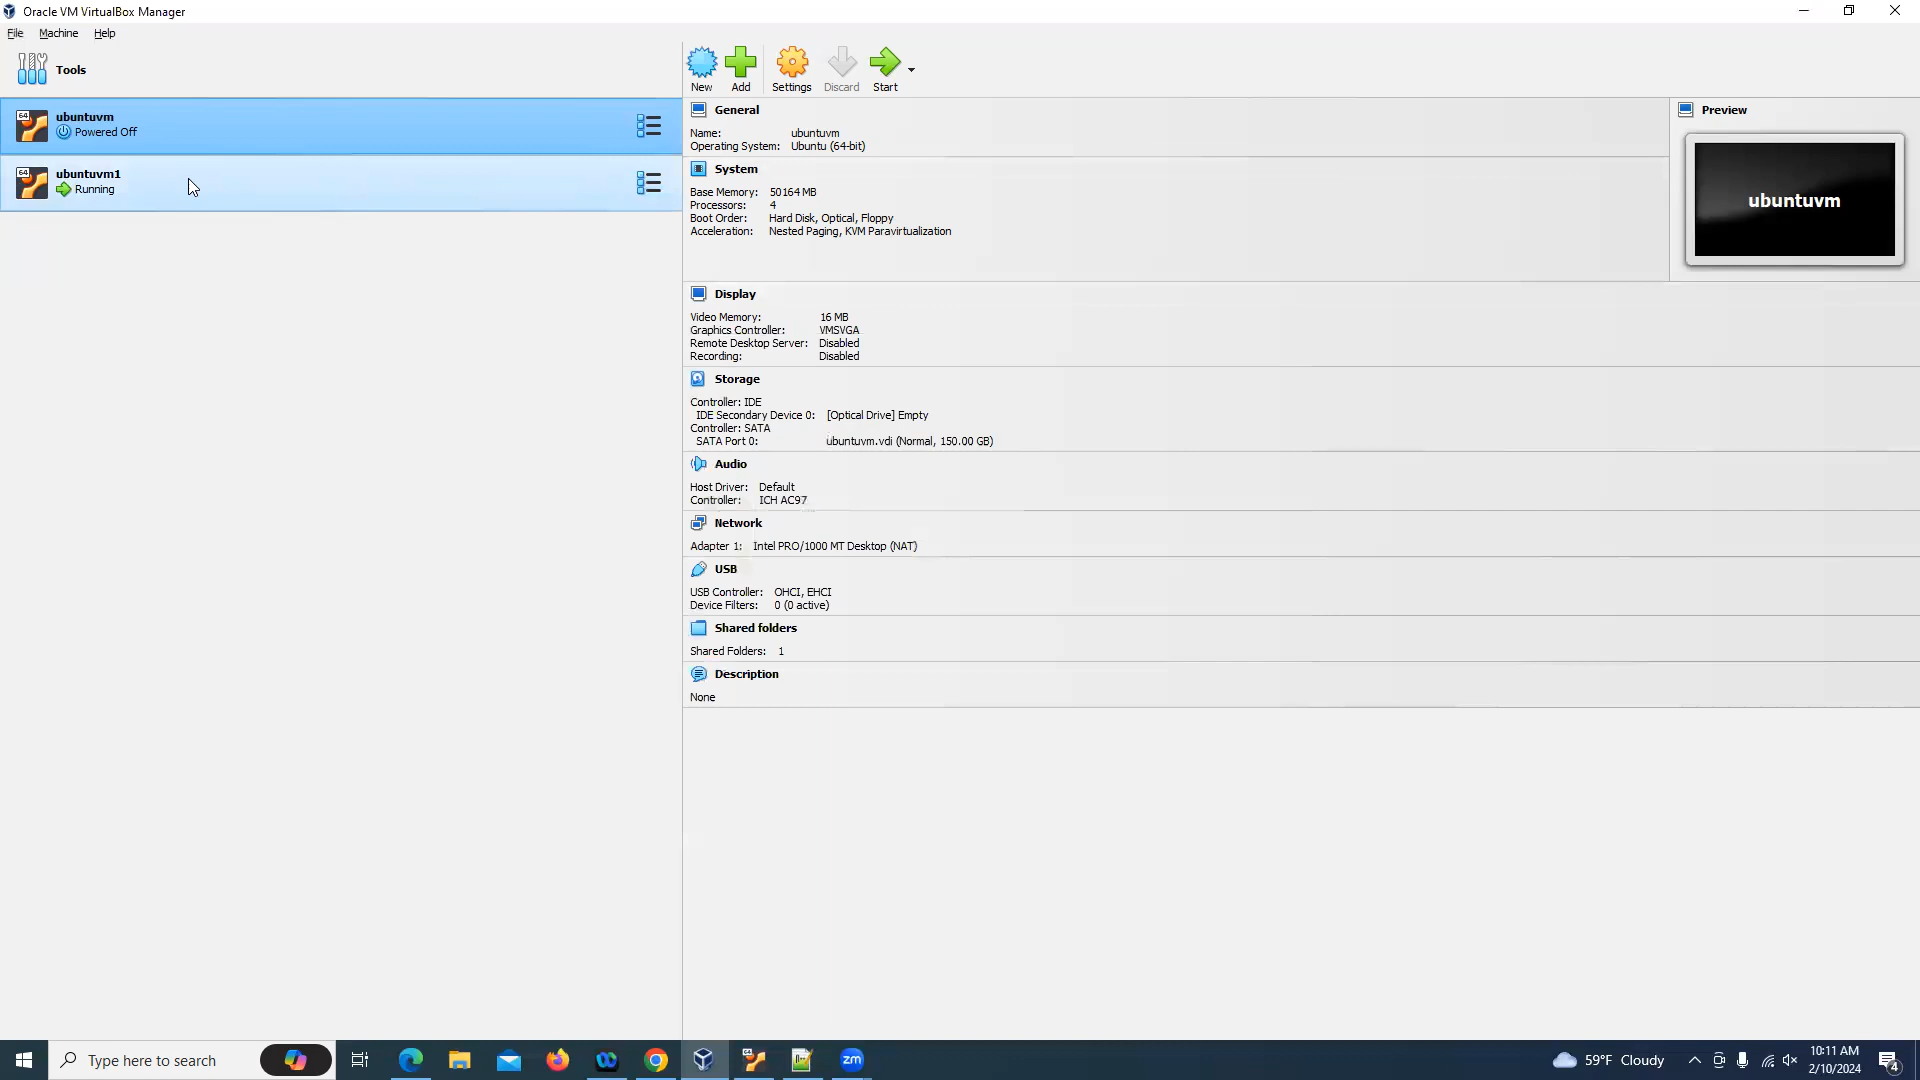 Oracle VM VirtualBox Manager
File Machine Help
Tools
New Add Settings Discard Start
64 ubuntuvm
Powered Off
64 ubuntuvm1
Running
General
Name: ubuntuvm
Operating System: Ubuntu (64-bit)
Preview
ubuntuvm
System
Base Memory: 50164 MB
Processors: 4
Boot Order: Hard Disk, Optical, Floppy
Acceleration: Nested Paging, KVM Paravirtualization
Display
Video Memory: 16 MB
Graphics Controller: VMSVGA
Remote Desktop Server: Disabled
Recording: Disabled
Storage
Controller: IDE
IDE Secondary Device 0: [Optical Drive] Empty
Controller: SATA
SATA Port 0: ubuntuvm.vdi (Normal, 150.00 GB)
Audio
Host Driver: Default
Controller: ICH AC97
Network
Adapter 1: Intel PRO/1000 MT Desktop (NAT)
USB
USB Controller: OHCI, EHCI
Device Filters: 0 (0 active)
Shared folders
Shared Folders: 1
Description
None
Type here to search
64
zm
59°F Cloudy
10:11 AM
2/10/2024
4